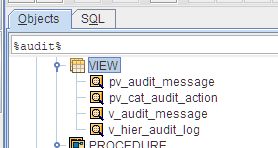 Objects SQL
%audit%
VIEW
pv_audit_message
pv_cat_audit_action
v_audit_message
v_hier_audit_log
PROCEDURE